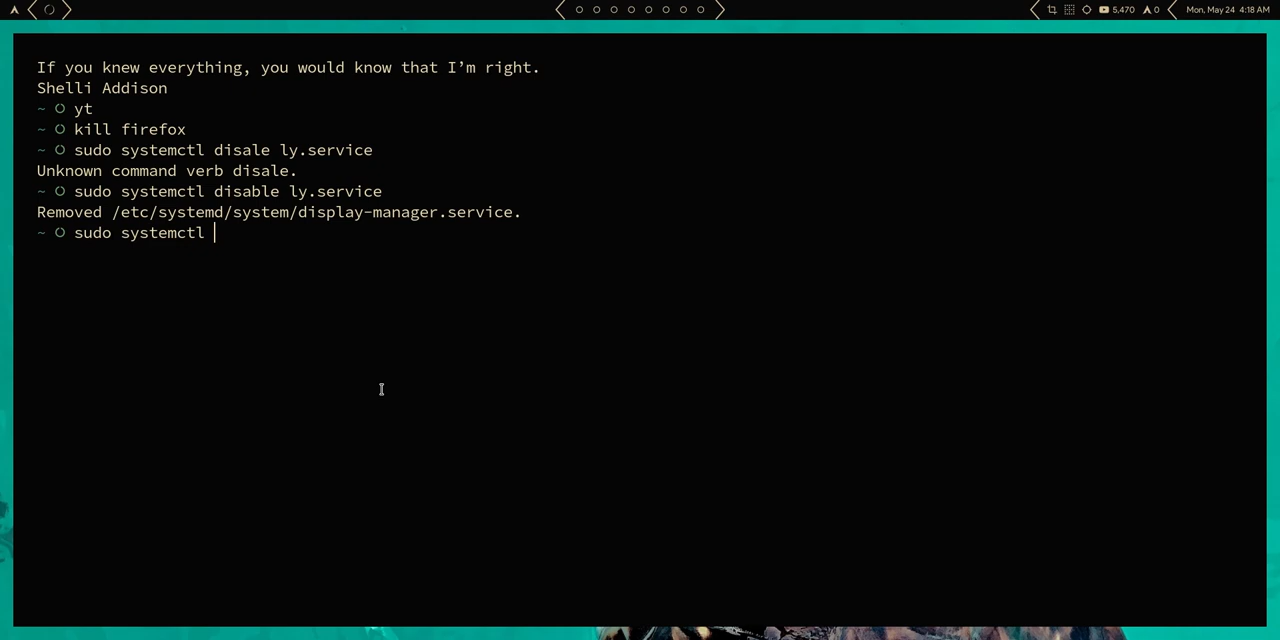 5,470 0 Mon, May 24 4:18 AM
If you knew everything, you would know that I’m right.
Shelli Addison
~ yt
~ kill firefox
~ sudo systemctl disale ly.service
Unknown command verb disale.
~ sudo systemctl disable ly.service
Removed /etc/systemd/system/display-manager.service.
~ sudo systemctl